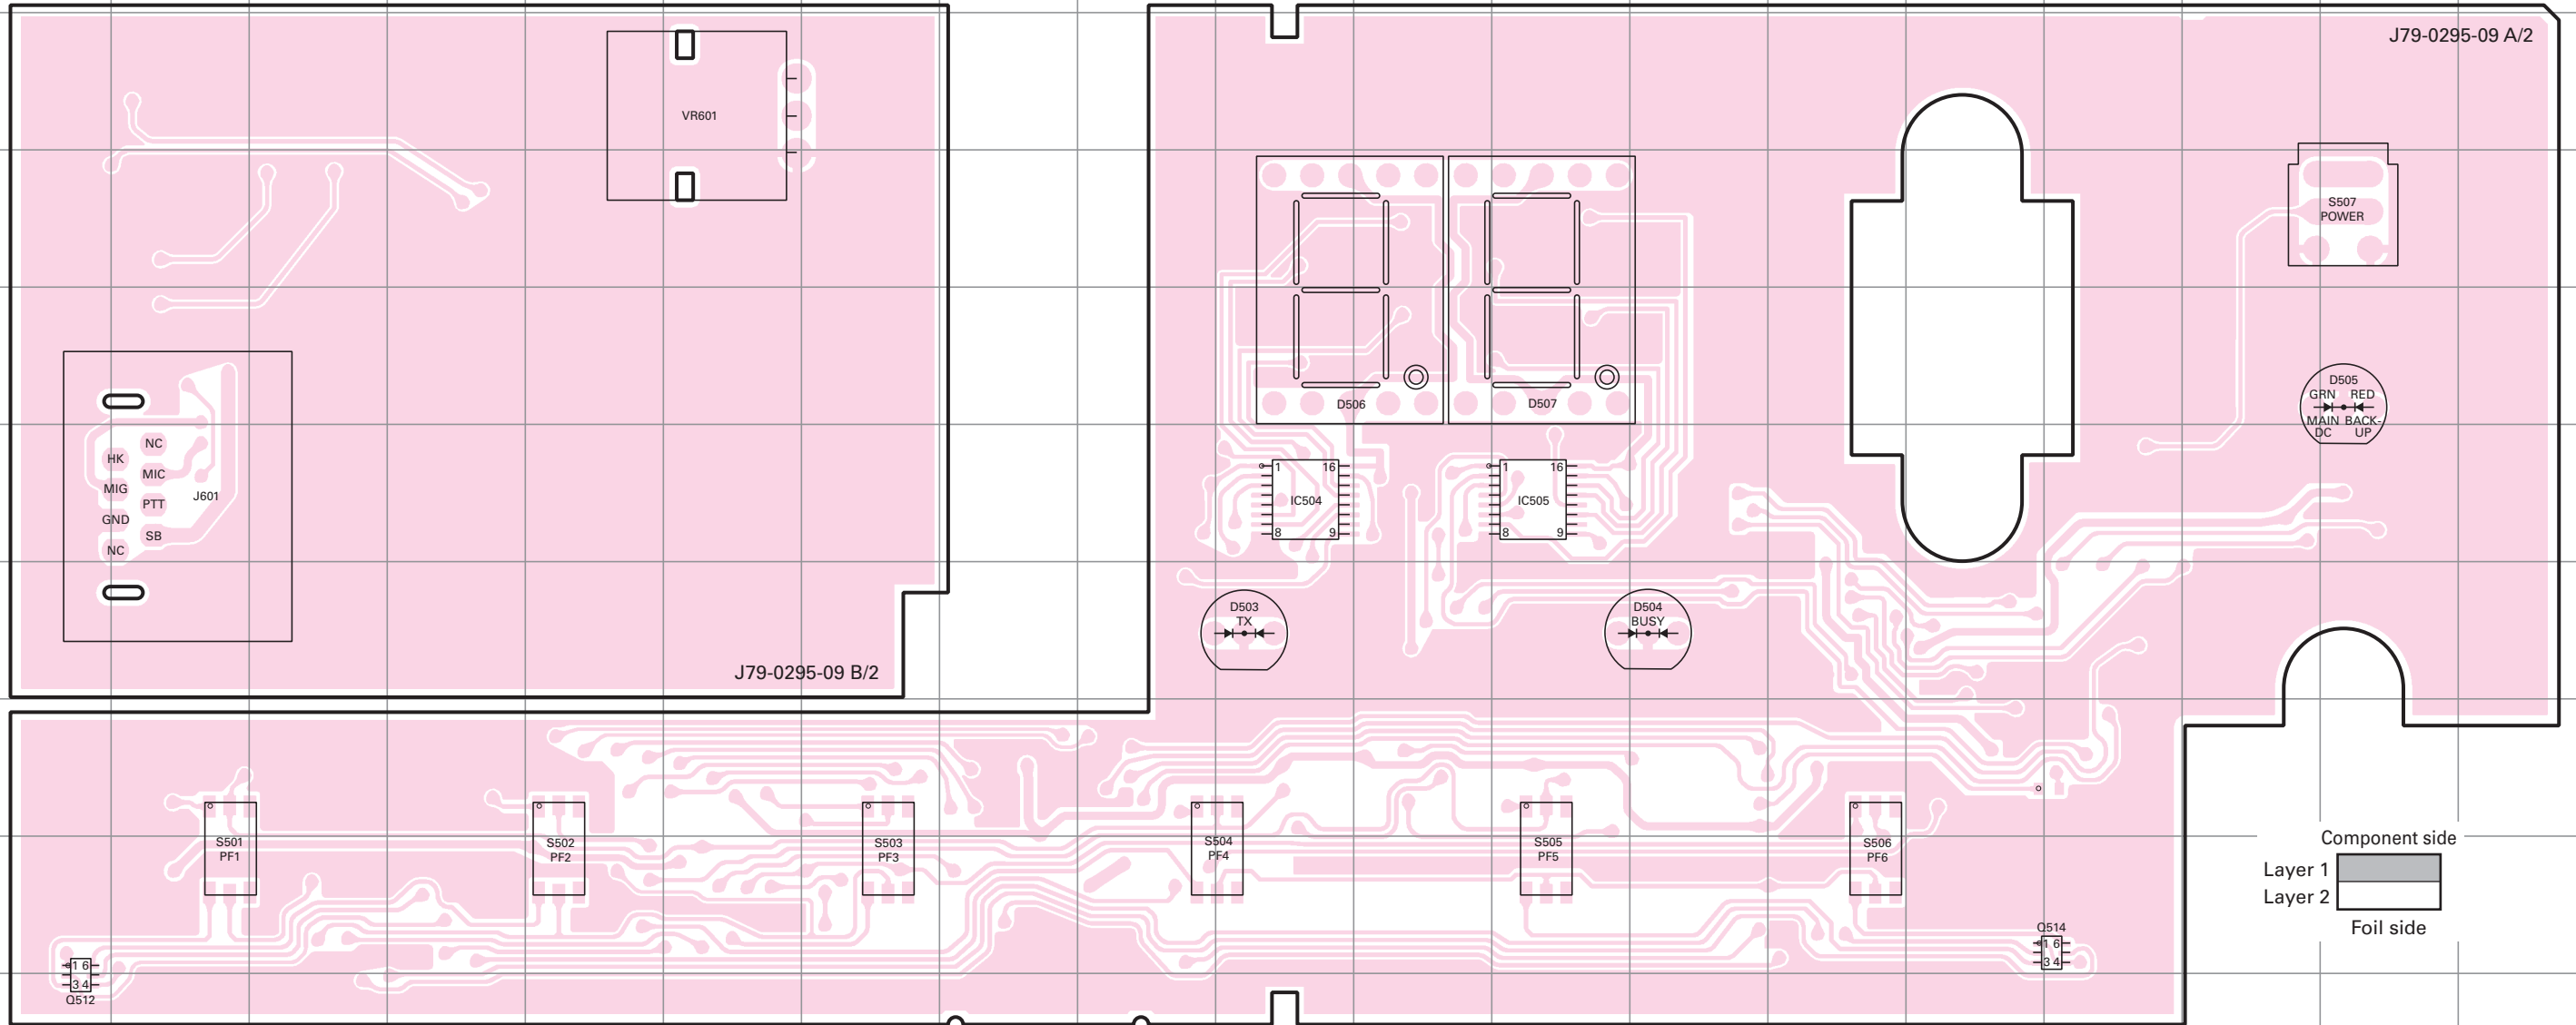 J79-0295-09 A/2
VR601
S507
POWER
D506
D507
D505
GRN RED
MAIN BACK-
DC UP
NC
HK
MIC
MIG
J601
PTT
GND
SB
NC
1 16
IC504
8 9
1 16
IC505
8 9
D503
TX
D504
BUSY
J79-0295-09 B/2
S501
PF1
S502
PF2
S503
PF3
S504
PF4
S505
PF5
S506
PF6
Component side
Layer 1
Layer 2
Foil side
Q514
1 6
3 4
1 6
3 4
Q512